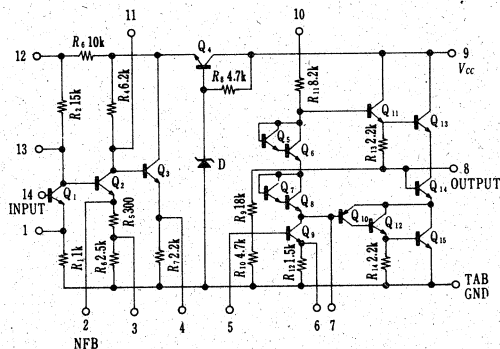 11
10
12
R₆ 10k
Q₄
9
R₈ 4.7k
Vcc
R₂ 15k
R₄ 6.2k
R₁₁ 8.2k
Q₁₁
Q₁₃
13
Q₅
Q₆
R₁₃ 2.2k
D
8
OUTPUT
14
INPUT
Q₁
Q₂
Q₃
Q₇
Q₈
Q₁₄
R₅ 300
R₉ 18k
Q₁₀
Q₁₂
1
Q₉
Q₁₅
R₁ 1k
R₆ 2.5k
R₇ 2.2k
R₁₀ 4.7k
R₁₂ 1.5k
R₁₄ 2.2k
TAB
GND
2
3
4
5
6
7
NFB